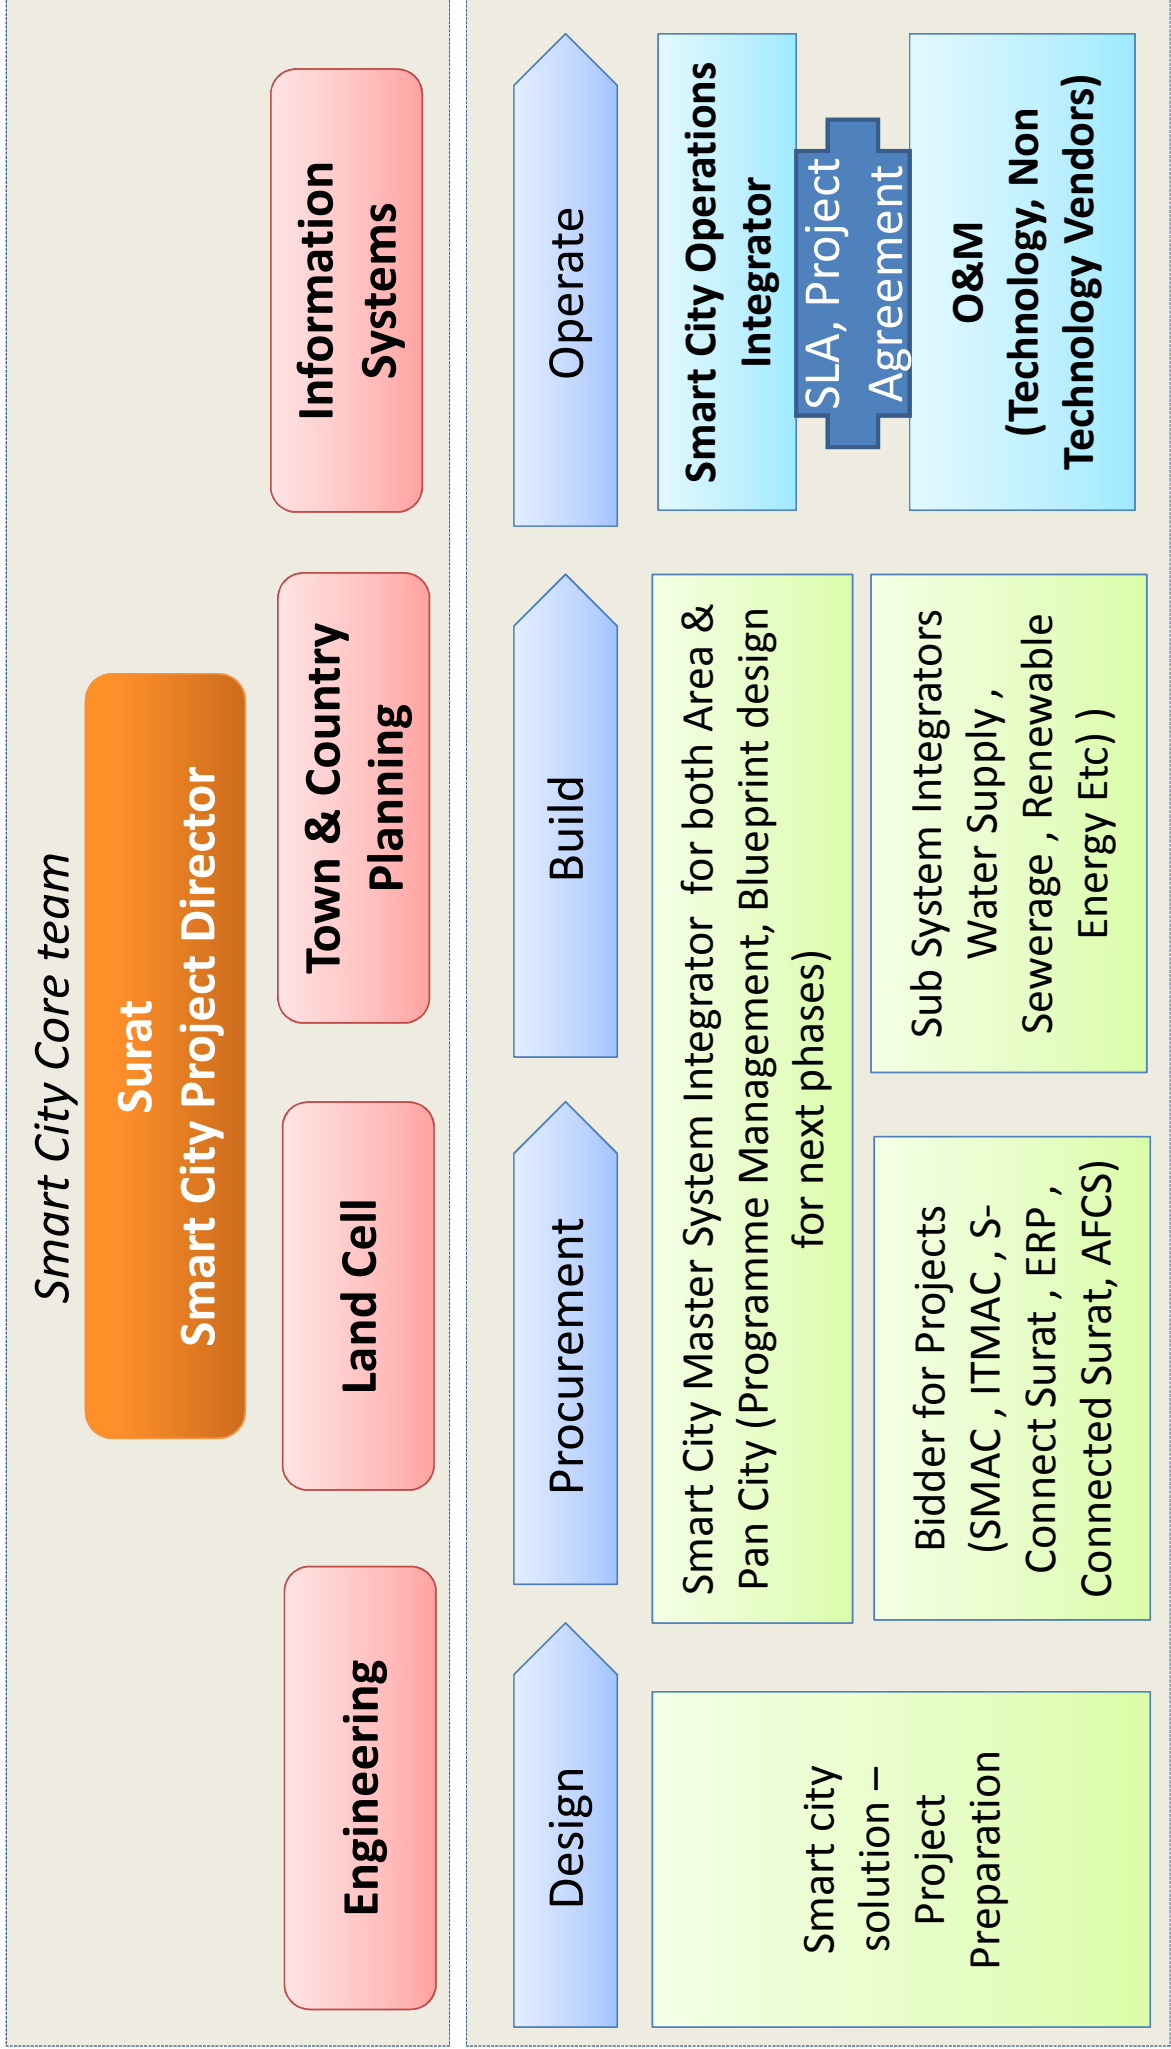 Smart City Core team
Surat
Smart City Project Director
Engineering
Land Cell
Town & Country
Planning
Information
Systems
Design
Procurement
Build
Operate
Smart city
solution –
Project
Preparation
Smart City Master System Integrator  for both Area &
Pan City (Programme Management, Blueprint design
for next phases)
Bidder for Projects
(SMAC , ITMAC , S-
Connect Surat , ERP ,
Connected Surat, AFCS)
Sub System Integrators
Water Supply ,
Sewerage , Renewable
Energy Etc) )
Smart City Operations
Integrator
SLA, Project
Agreement
O&M
(Technology, Non
Technology Vendors)